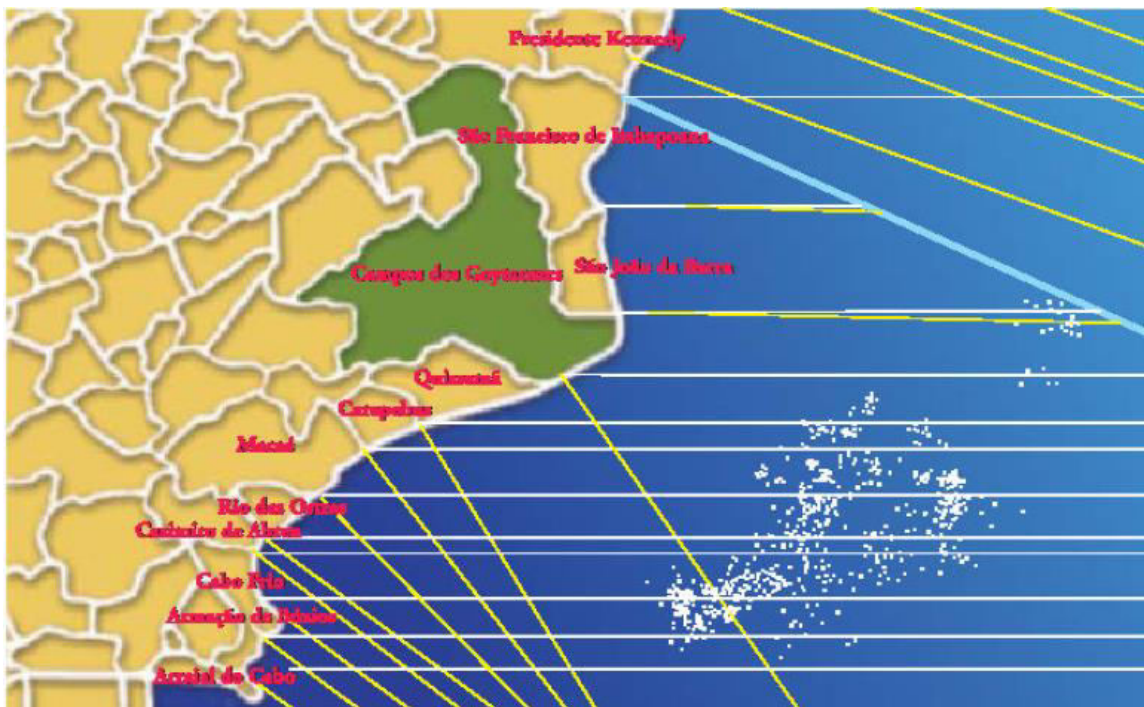 Presidente Kennedy
São Francisco de Itabapoana
Campos dos Goytacazes
São João da Barra
Quissamã
Carapebus
Macaé
Rio das Ostras
Casimiro de Abreu
Cabo Frio
Armação de Búzios
Arraial do Cabo